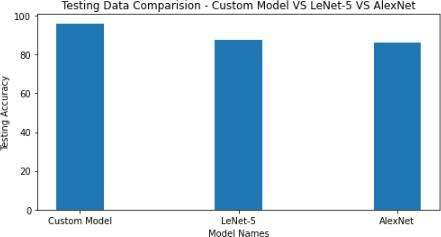 Testing Data Comparision - Custom Model VS LeNet-5 VS AlexNet
100
80
60
40
20
0
Testing Accuracy
Custom Model
LeNet-5
AlexNet
Model Names